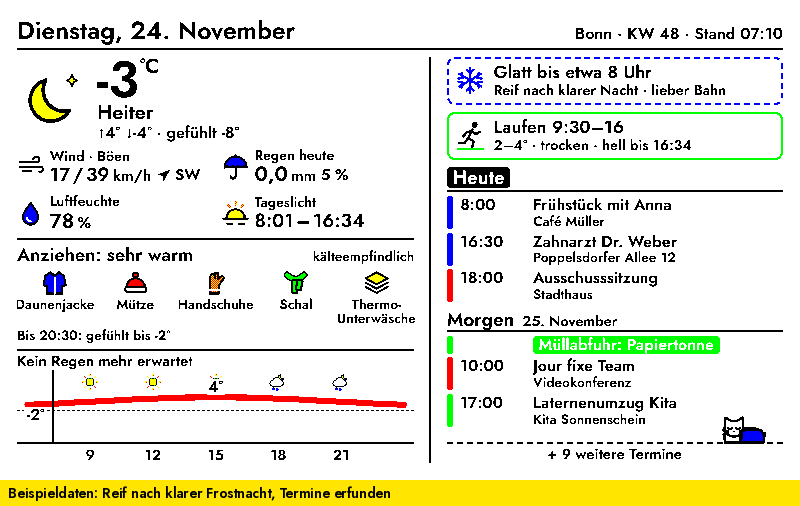 Dienstag, 24. November
Bonn · KW 48 · Stand 07:10
-3°C
Heiter
↑4° ↓-4° · gefühlt -8°
Wind · Böen
17 / 39 km/h SW
Regen heute
0,0 mm 5 %
Luftfeuchte
78 %
Tageslicht
8:01 – 16:34
Anziehen: sehr warm
kälteempfindlich
Daunenjacke
Mütze
Handschuhe
Schal
Thermo-
Unterwäsche
Bis 20:30: gefühlt bis -2°
Kein Regen mehr erwartet
4°
-2°
9 12 15 18 21
Glatt bis etwa 8 Uhr
Reif nach klarer Nacht · lieber Bahn
Laufen 9:30–16
2–4° · trocken · hell bis 16:34
Heute
8:00 Frühstück mit Anna
Café Müller
16:30 Zahnarzt Dr. Weber
Poppelsdorfer Allee 12
18:00 Ausschusssitzung
Stadthaus
Morgen 25. November
Müllabfuhr: Papiertonne
10:00 Jour fixe Team
Videokonferenz
17:00 Laternenumzug Kita
Kita Sonnenschein
+ 9 weitere Termine
Beispieldaten: Reif nach klarer Frostnacht, Termine erfunden